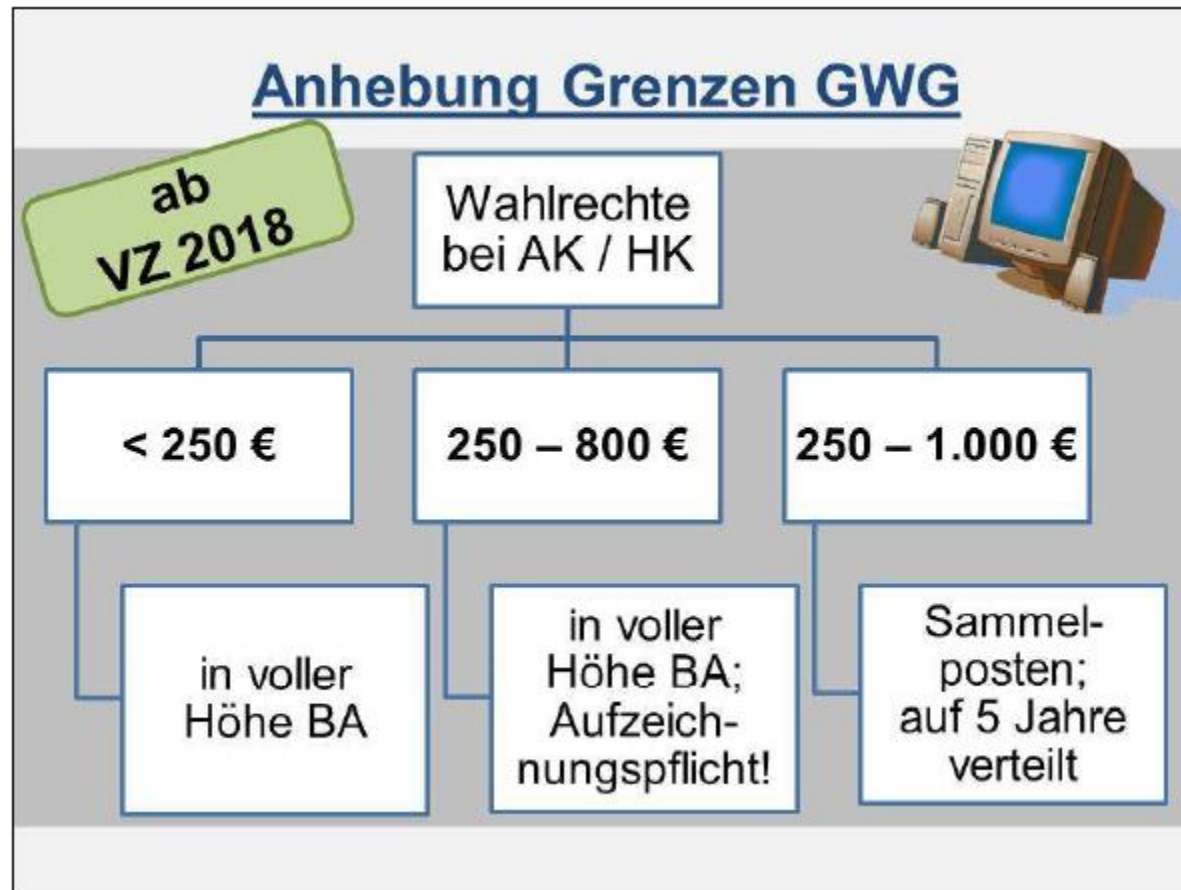 Anhebung Grenzen GWG
ab
VZ 2018
Wahlrechte
bei AK / HK
< 250 €
250 – 800 €
250 – 1.000 €
in voller
Höhe BA
in voller
Höhe BA;
Aufzeich-
nungspflicht!
Sammel-
posten;
auf 5 Jahre
verteilt